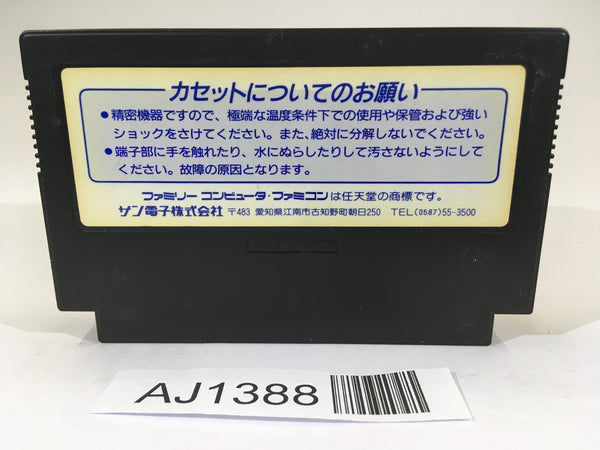 カセットについてのお願い
●精密機器ですので、極端な温度条件下での使用や保管および強い
ショックをさけてください。また、絶対に分解しないでください。
●端子部に手を触れたり、水にぬらしたりして汚さないようにして
ください。故障の原因となります。
ファミリー コンピュータ・ファミコンは任天堂の商標です。
サン電子株式会社 〒483 愛知県江南市古知野町朝日250 TEL(0587)55-3500
AJ1388